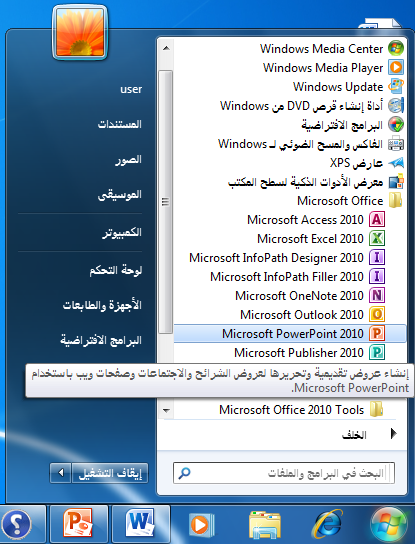 Windows Media Center
Windows Media Player
Windows Update
أداة إنشاء قرص DVD من Windows
البرامج الافتراضية
الفاكس والمسح الضوئي لـ Windows
عارض XPS
معرض الأدوات الذكية لسطح المكتب
Microsoft Office
Microsoft Access 2010
Microsoft Excel 2010
Microsoft InfoPath Designer 2010
Microsoft InfoPath Filler 2010
Microsoft OneNote 2010
Microsoft Outlook 2010
Microsoft PowerPoint 2010
Microsoft Publisher 2010
إنشاء عروض تقديمية وتحريرها لعروض الشرائح والاجتماعات وصفحات ويب باستخدام
Microsoft PowerPoint.
Microsoft Office 2010 Tools
الخلف
البحث في البرامج والملفات
user
المستندات
الصور
الموسيقى
الكمبيوتر
لوحة التحكم
الأجهزة والطابعات
البرامج الافتراضية
إيقاف التشغيل